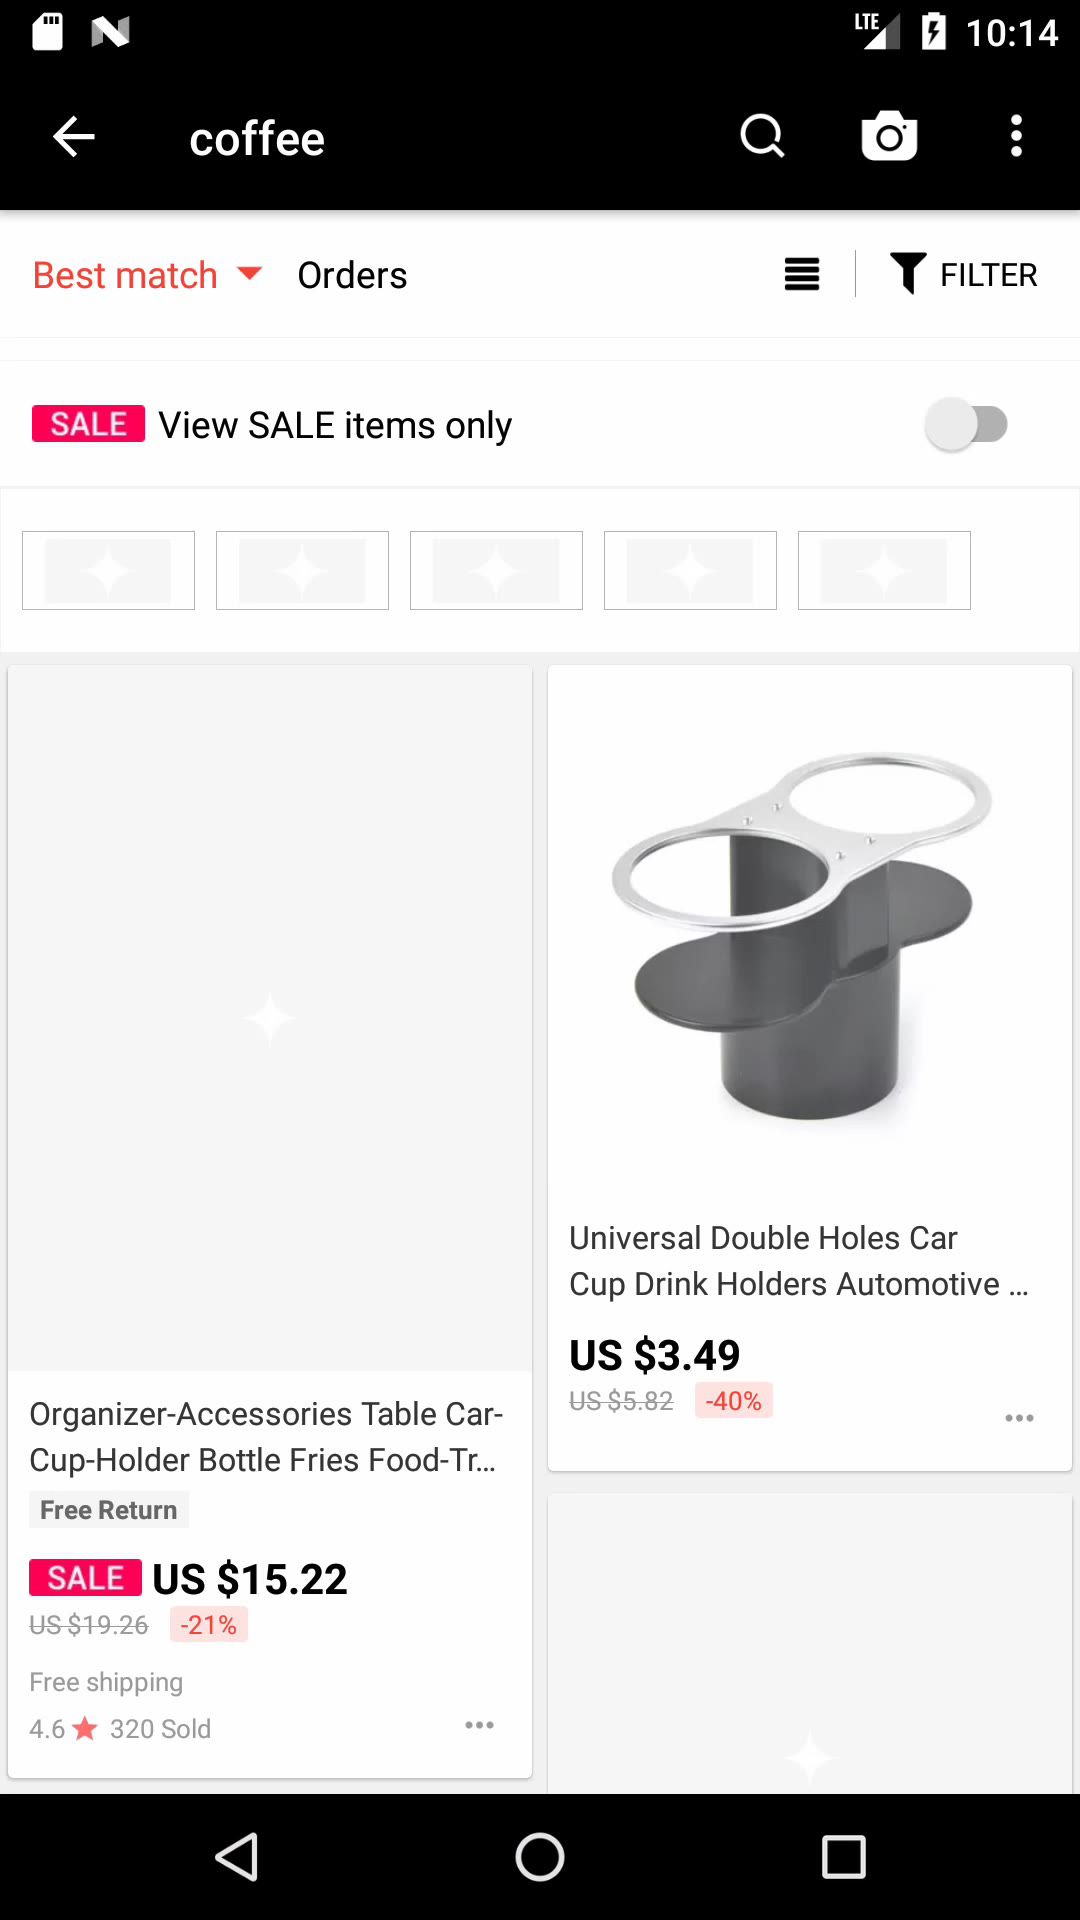 LTE 10:14
coffee
Best match Orders FILTER
SALE View SALE items only
Organizer-Accessories Table Car-
Cup-Holder Bottle Fries Food-Tr...
Free Return
SALE US $15.22
US $19.26 -21%
Free shipping
4.6 320 Sold
Universal Double Holes Car
Cup Drink Holders Automotive ...
US $3.49
US $5.82 -40%